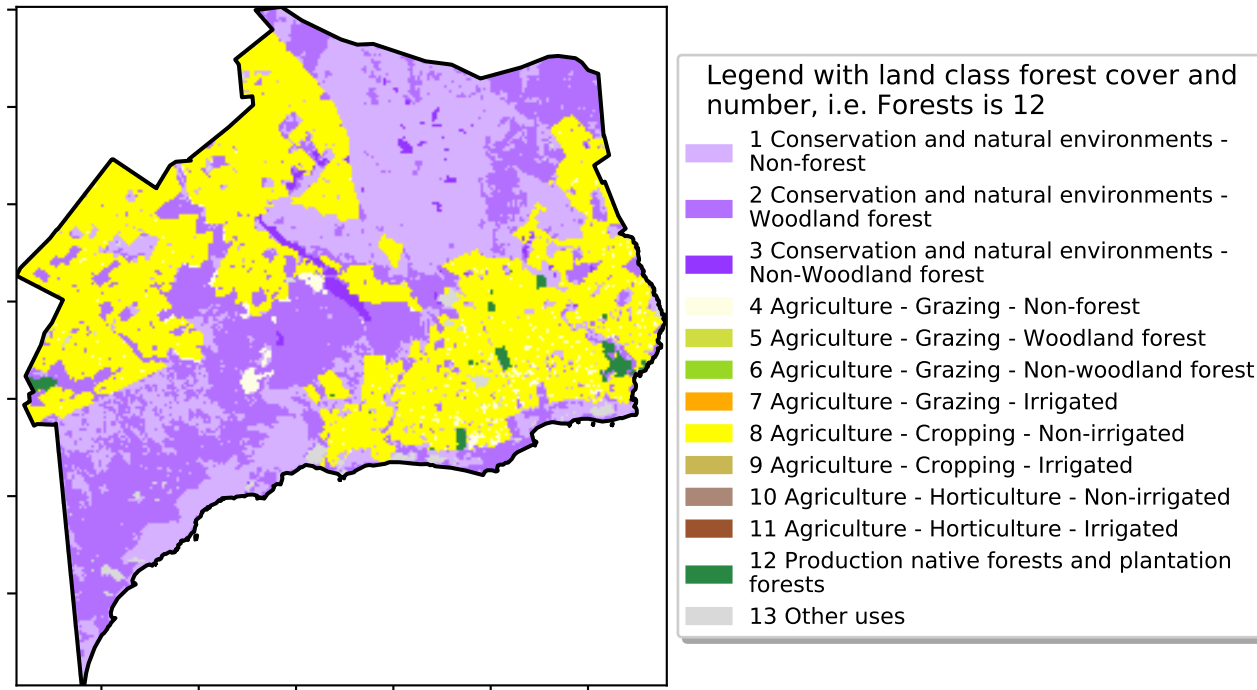 Legend with land class forest cover and
number, i.e. Forests is 12
1 Conservation and natural environments -
Non-forest
2 Conservation and natural environments -
Woodland forest
3 Conservation and natural environments -
Non-Woodland forest
4 Agriculture - Grazing - Non-forest
5 Agriculture - Grazing - Woodland forest
6 Agriculture - Grazing - Non-woodland forest
7 Agriculture - Grazing - Irrigated
8 Agriculture - Cropping - Non-irrigated
9 Agriculture - Cropping - Irrigated
10 Agriculture - Horticulture - Non-irrigated
11 Agriculture - Horticulture - Irrigated
12 Production native forests and plantation
forests
13 Other uses